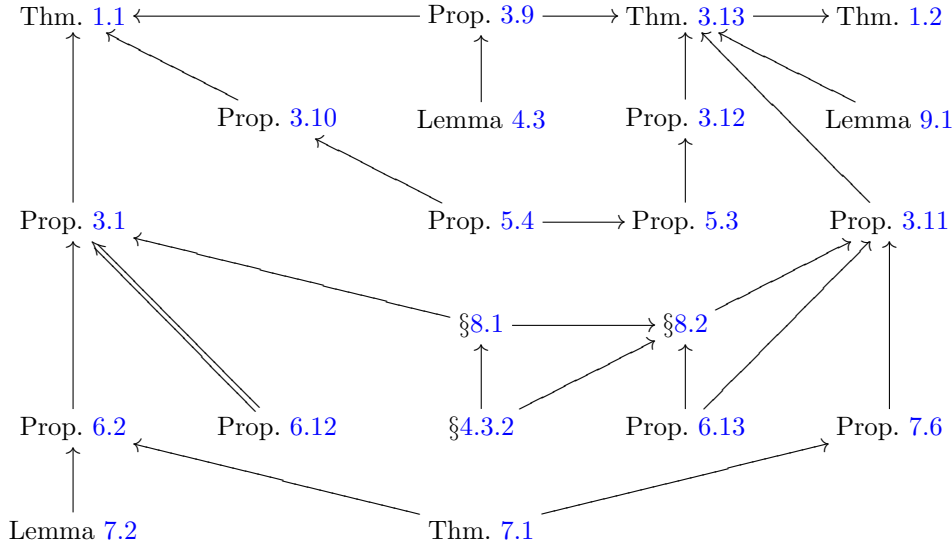 Thm. 1.1 Prop. 3.9 Thm. 3.13 Thm. 1.2
Prop. 3.10 Lemma 4.3 Prop. 3.12 Lemma 9.1
Prop. 3.1 Prop. 5.4 Prop. 5.3 Prop. 3.11
§8.1 §8.2
Prop. 6.2 Prop. 6.12 §4.3.2 Prop. 6.13 Prop. 7.6
Lemma 7.2 Thm. 7.1